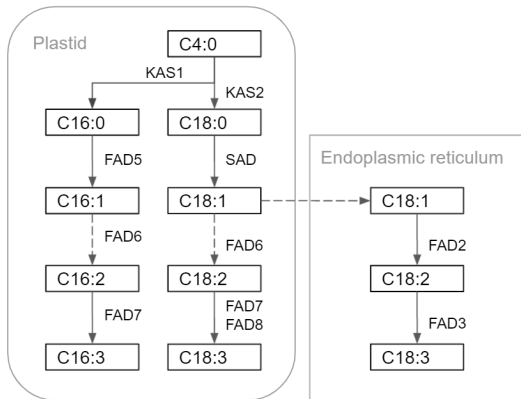 Plastid
C4:0
KAS1
KAS2
C16:0
C18:0
FAD5
SAD
Endoplasmic reticulum
C16:1
C18:1
C18:1
FAD6
FAD6
FAD2
C16:2
C18:2
C18:2
FAD7
FAD7
FAD8
FAD3
C16:3
C18:3
C18:3